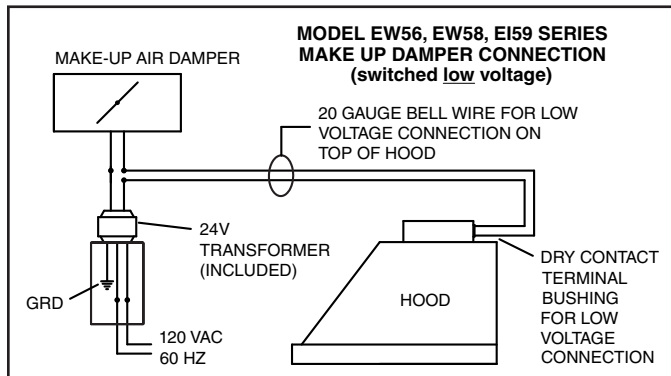 MODEL EW56, EW58, EI59 SERIES
MAKE UP DAMPER CONNECTION
(switched low voltage)
MAKE-UP AIR DAMPER
20 GAUGE BELL WIRE FOR LOW
VOLTAGE CONNECTION ON
TOP OF HOOD
24V
TRANSFORMER
(INCLUDED)
GRD
120 VAC
60 HZ
HOOD
DRY CONTACT
TERMINAL
BUSHING
FOR LOW
VOLTAGE
CONNECTION